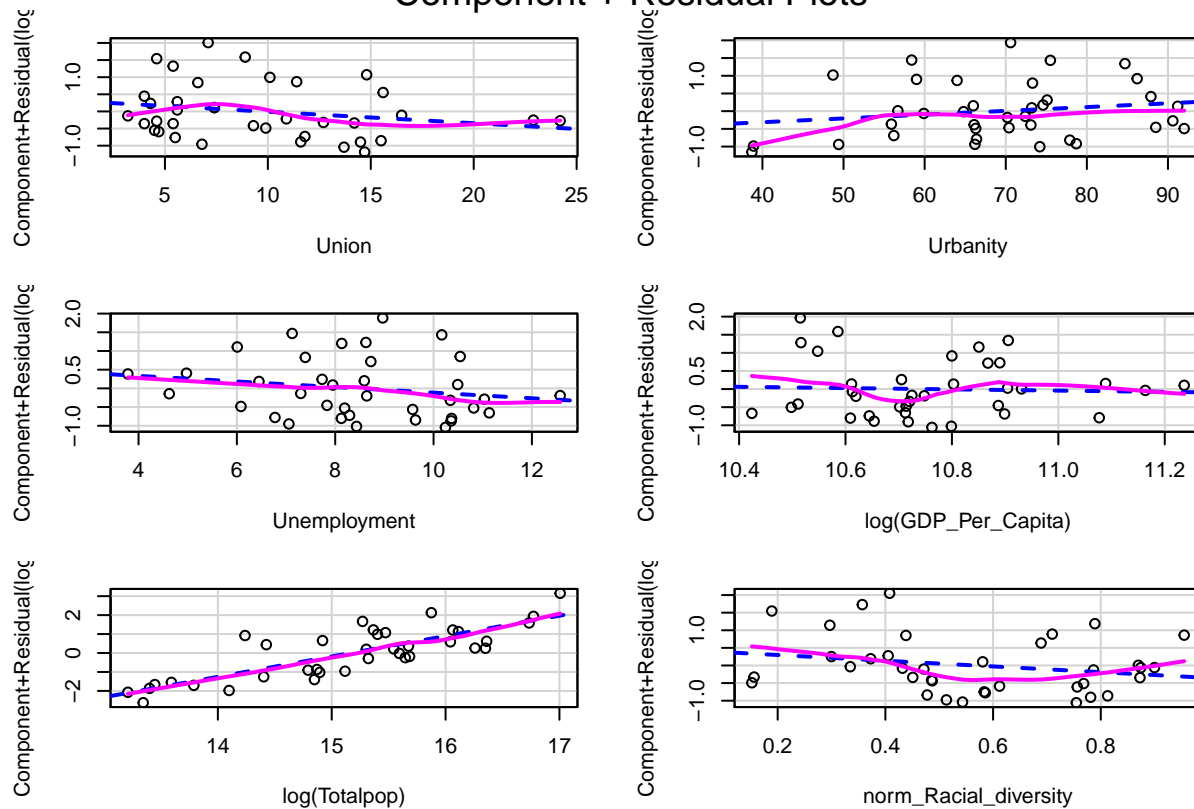 Component + Residual Plots
Component+Residual(log
1.0
−1.0
5 10 15 20 25
Union
Component+Residual(log
1.0
−1.0
40 50 60 70 80 90
Urbanity
Component+Residual(log
2.0
0.5
−1.0
4 6 8 10 12
Unemployment
Component+Residual(log
2.0
0.5
−1.0
10.4 10.6 10.8 11.0 11.2
log(GDP_Per_Capita)
Component+Residual(log
2
0
−2
14 15 16 17
log(Totalpop)
Component+Residual(log
1.0
−1.0
0.2 0.4 0.6 0.8
norm_Racial_diversity